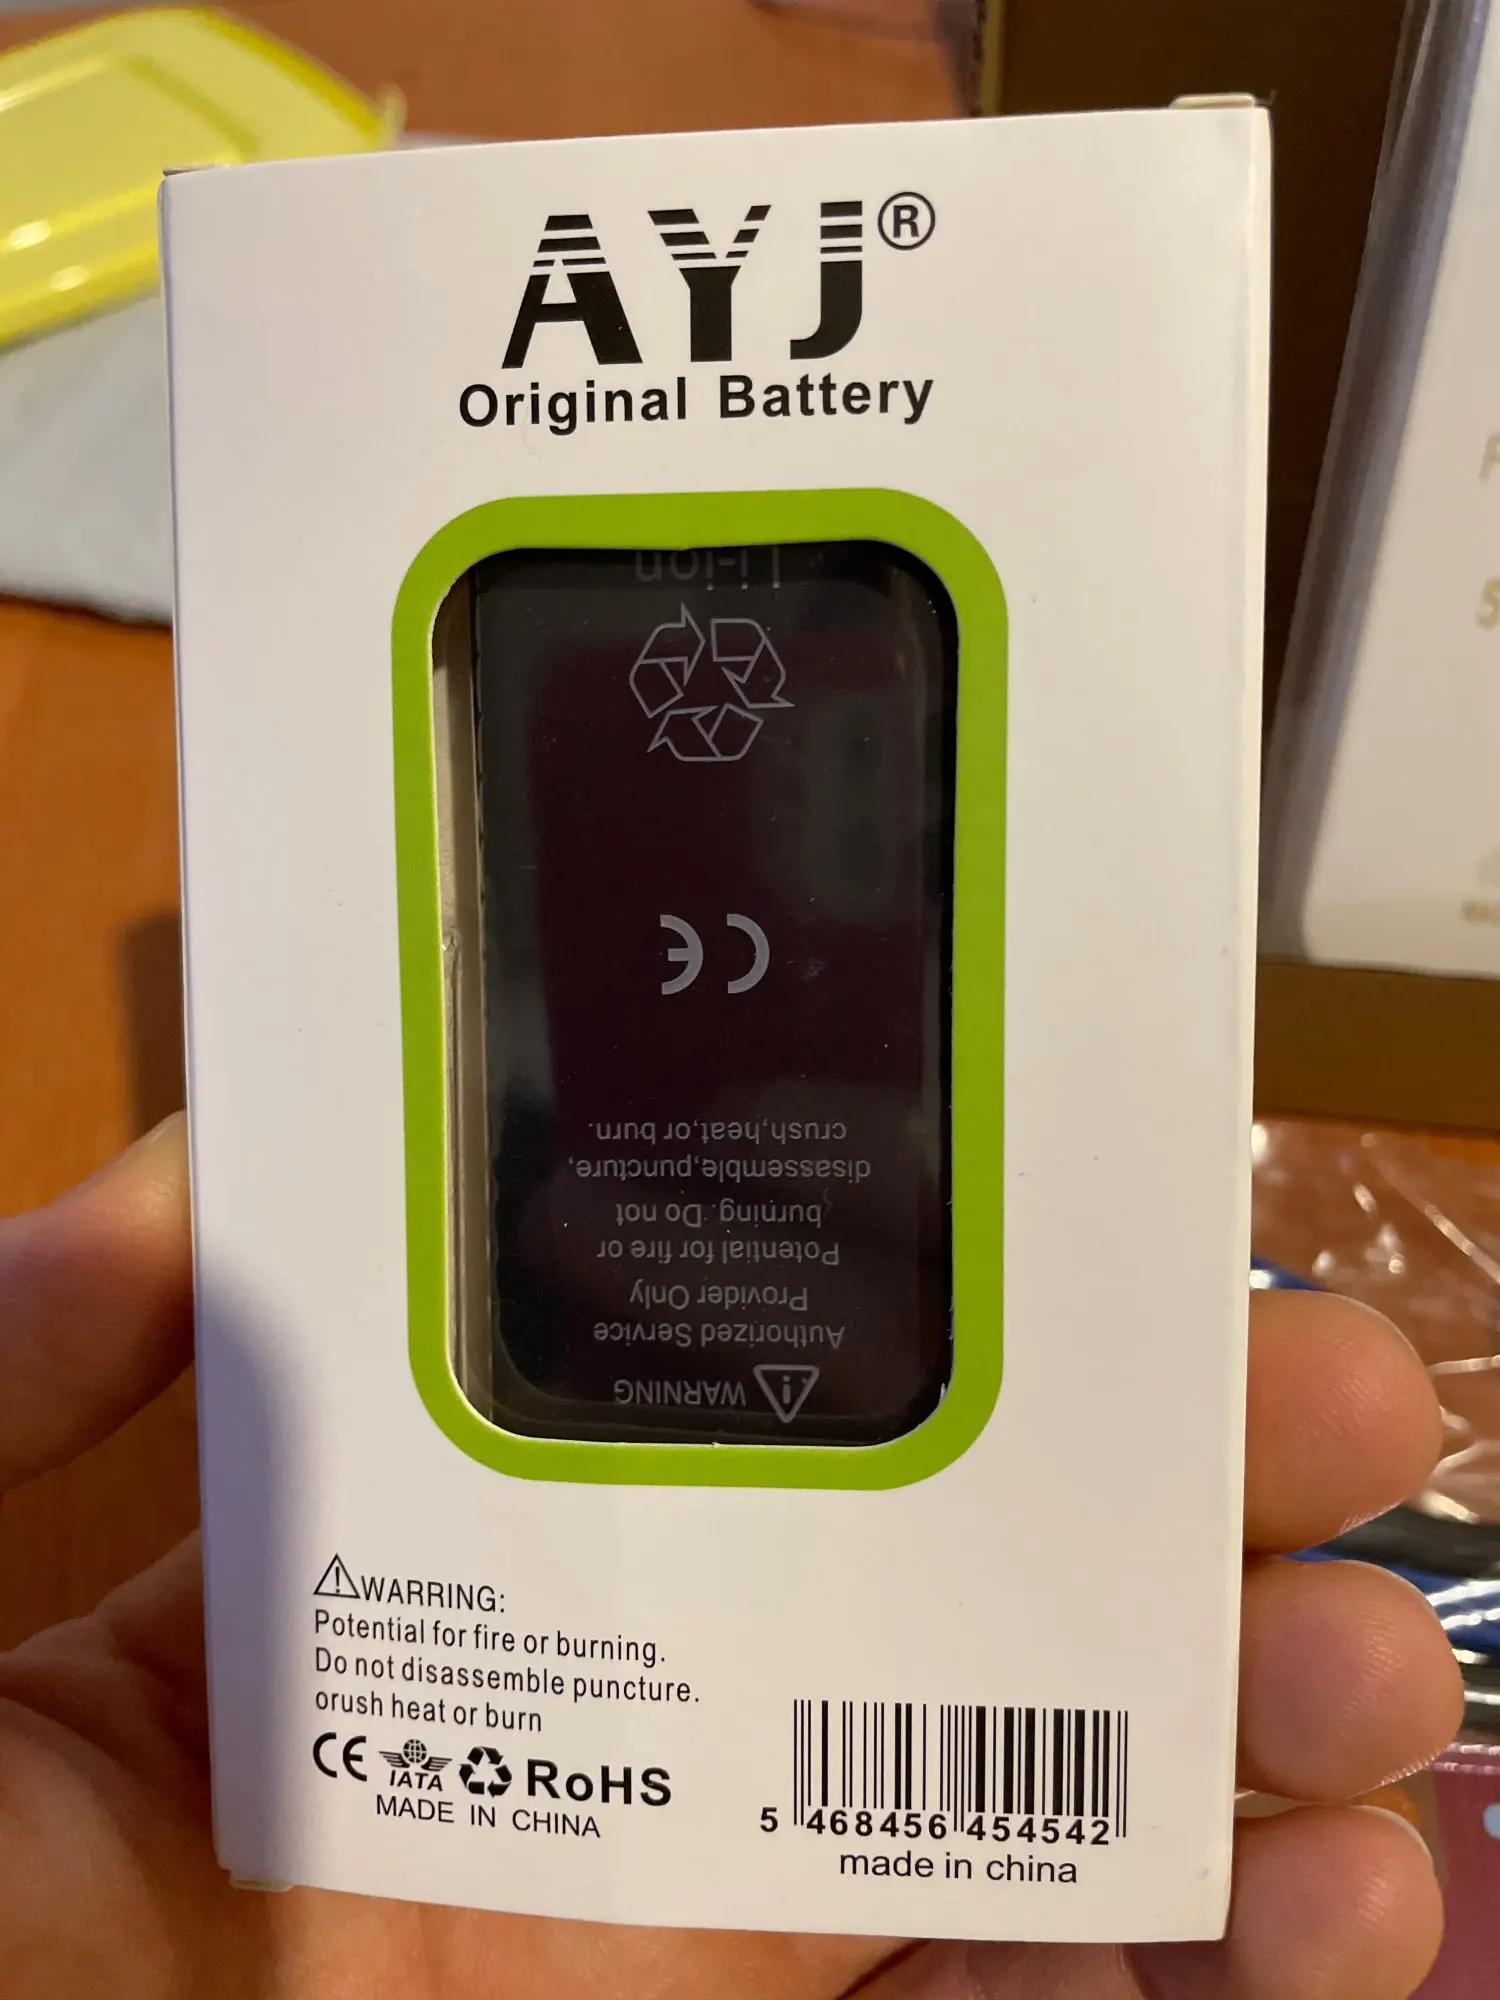 AYJ®
Original Battery
Li-ion
CE
crush,heat,or burn.
disassemble,puncture,
burning. Do not
Potential for fire or
Provider Only
Authorized Service
WARNING
WARRING:
Potential for fire or burning.
Do not disassemble puncture.
orush heat or burn
CE IATA RoHS
MADE IN CHINA
5 468456 454542
made in china